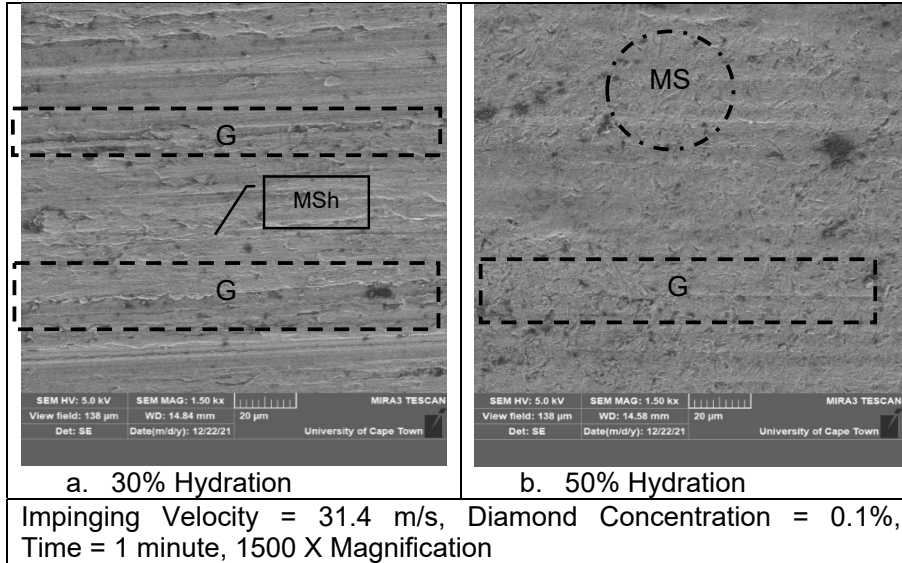 G
MSh
G
SEM HV: 5.0 kV SEM MAG: 1.50 kx MIRA3 TESCAN
View field: 138 µm WD: 14.84 mm 20 µm
Det: SE Date(m/d/y): 12/22/21 University of Cape Town
a. 30% Hydration
MS
G
SEM HV: 5.0 kV SEM MAG: 1.50 kx MIRA3 TESCAN
View field: 138 µm WD: 14.58 mm 20 µm
Det: SE Date(m/d/y): 12/22/21 University of Cape Town
b. 50% Hydration
Impinging Velocity = 31.4 m/s, Diamond Concentration = 0.1%,
Time = 1 minute, 1500 X Magnification